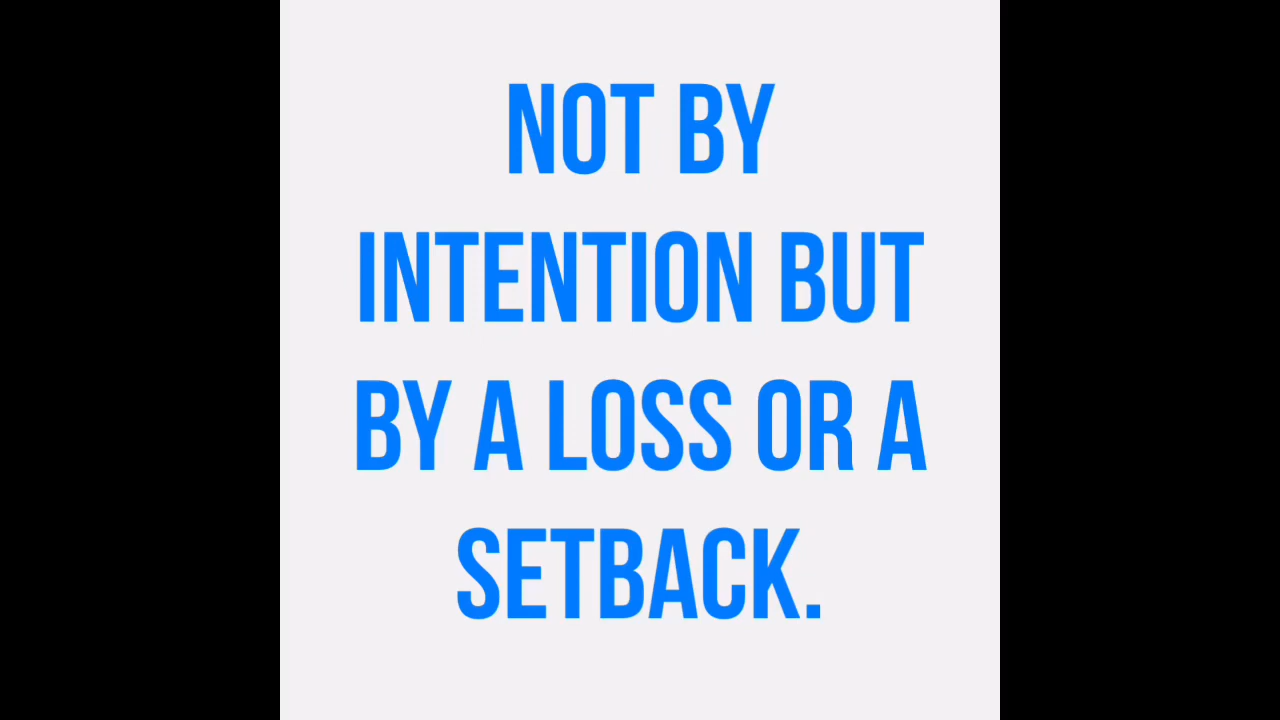 NOT BY
INTENTION BUT
BY A LOSS OR A
SETBACK.